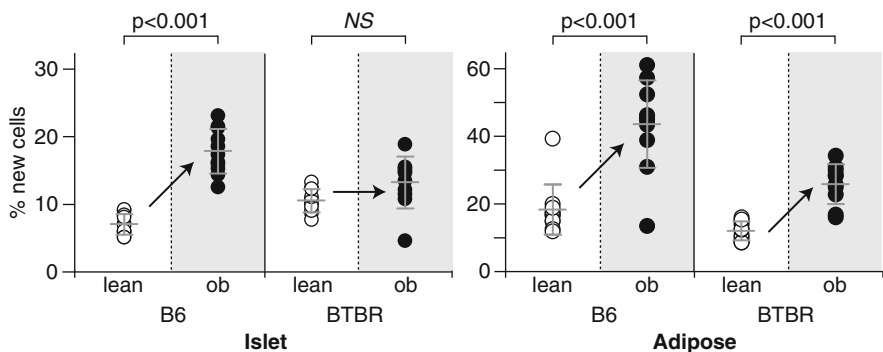 p<0.001
NS
p<0.001
p<0.001
% new cells
30
20
10
0
60
40
20
0
lean
ob
lean
ob
lean
ob
lean
ob
B6
BTBR
B6
BTBR
Islet
Adipose